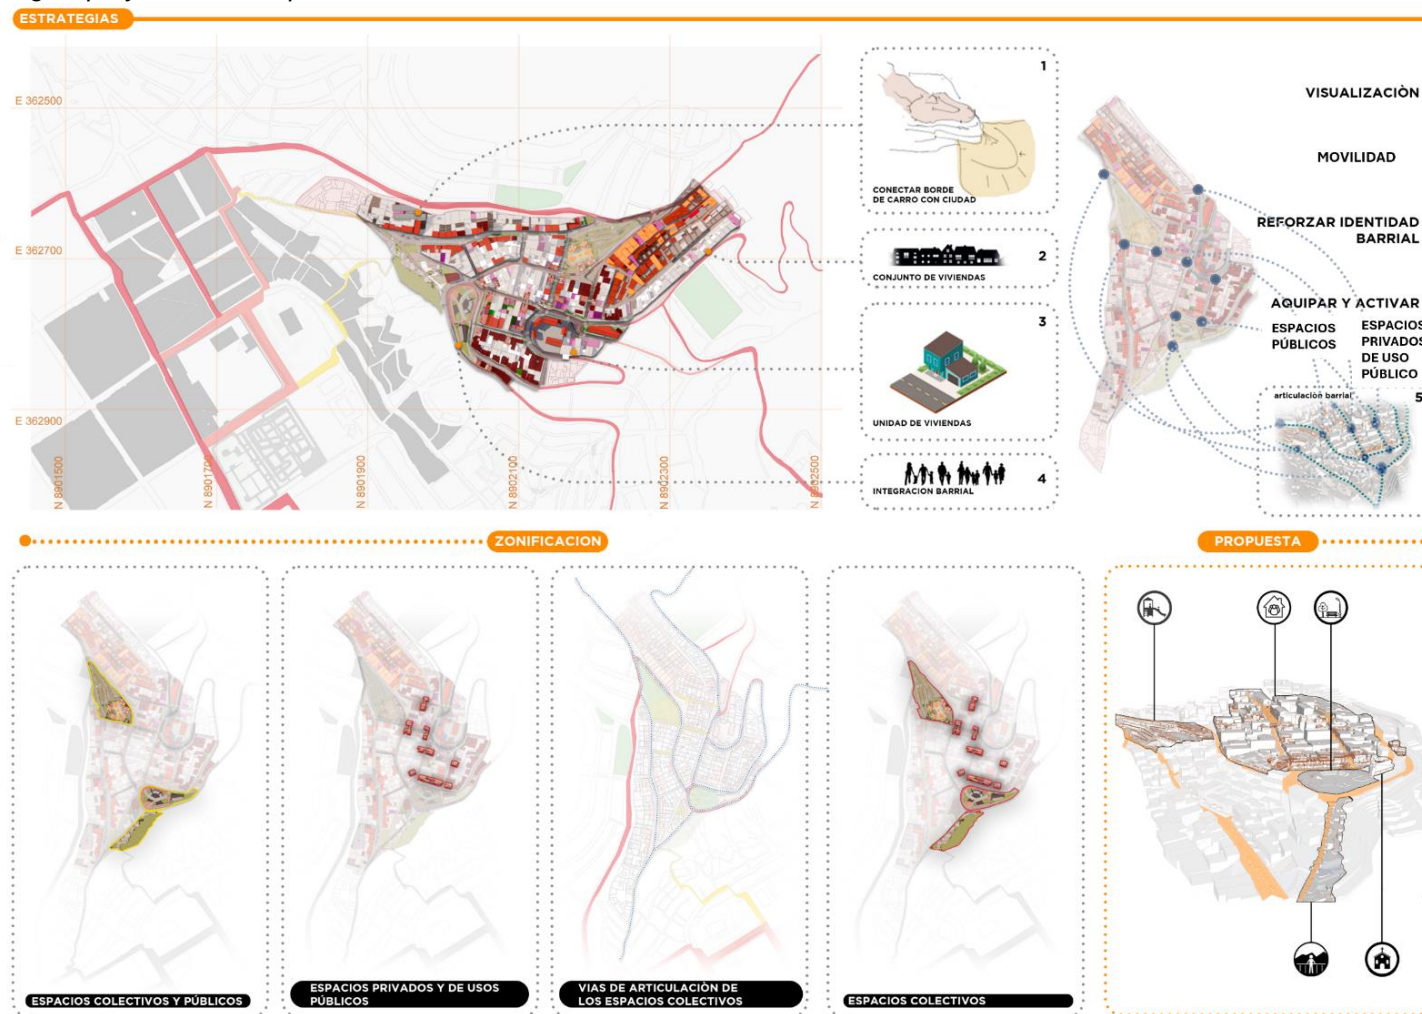 ESTRATEGIAS
E 362500
E 362700
E 362900
N 8901500
N 8901700
N 8901900
N 8902100
N 8902300
N 8902500
1
CONECTAR BORDE
DE CARRO CON CIUDAD
2
CONJUNTO DE VIVIENDAS
3
UNIDAD DE VIVIENDAS
4
INTEGRACION BARRIAL
VISUALIZACIÒN
MOVILIDAD
REFORZAR IDENTIDAD
BARRIAL
AQUIPAR Y ACTIVAR
ESPACIOS
PÚBLICOS
ESPACIOS
PRIVADOS
DE USO
PÚBLICO
articulaciòn barrial
5
ZONIFICACION
PROPUESTA
ESPACIOS COLECTIVOS Y PÚBLICOS
ESPACIOS PRIVADOS Y DE USOS
PÚBLICOS
VIAS DE ARTICULACIÒN DE
LOS ESPACIOS COLECTIVOS
ESPACIOS COLECTIVOS